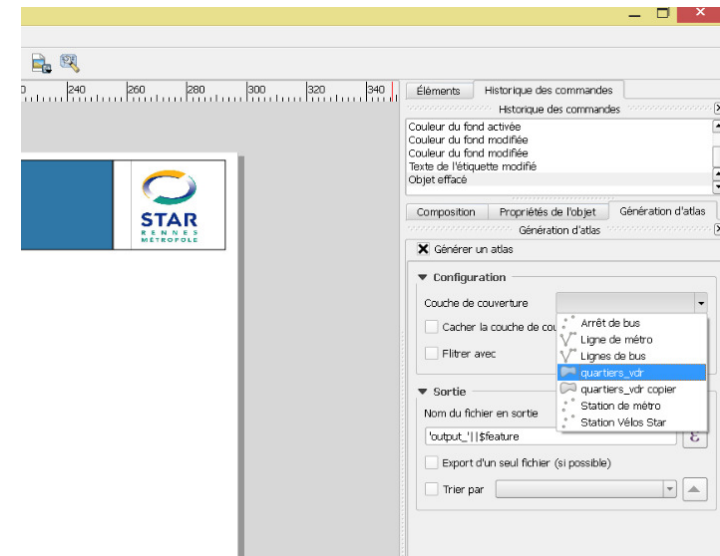 240 260 280 300 320 340
Éléments Historique des commandes
Historique des commandes
Couleur du fond activée
Couleur du fond modifiée
Couleur du fond modifiée
Texte de l'étiquette modifié
Objet effacé
STAR
RENNES
MÉTROPOLE
Composition Propriétés de l'objet Génération d'atlas
Génération d'atlas
Générer un atlas
Configuration
Couche de couverture
Cacher la couche de cou
Arrêt de bus
Ligne de métro
Lignes de bus
Flitrer avec
quartiers_vdr
quartiers_vdr copier
Station de métro
Station Vélos Star
Sortie
Nom du fichier en sortie
'output_'||$feature ε
Export d'un seul fichier (si possible)
Trier par